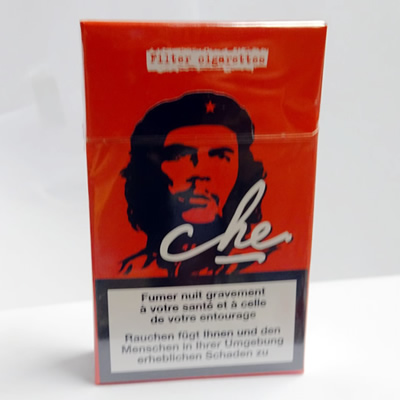 Filter cigarettes
che
Fumer nuit gravement
à votre santé et à celle
de votre entourage
Rauchen fügt Ihnen und den
Menschen in Ihrer Umgebung
erheblichen Schaden zu